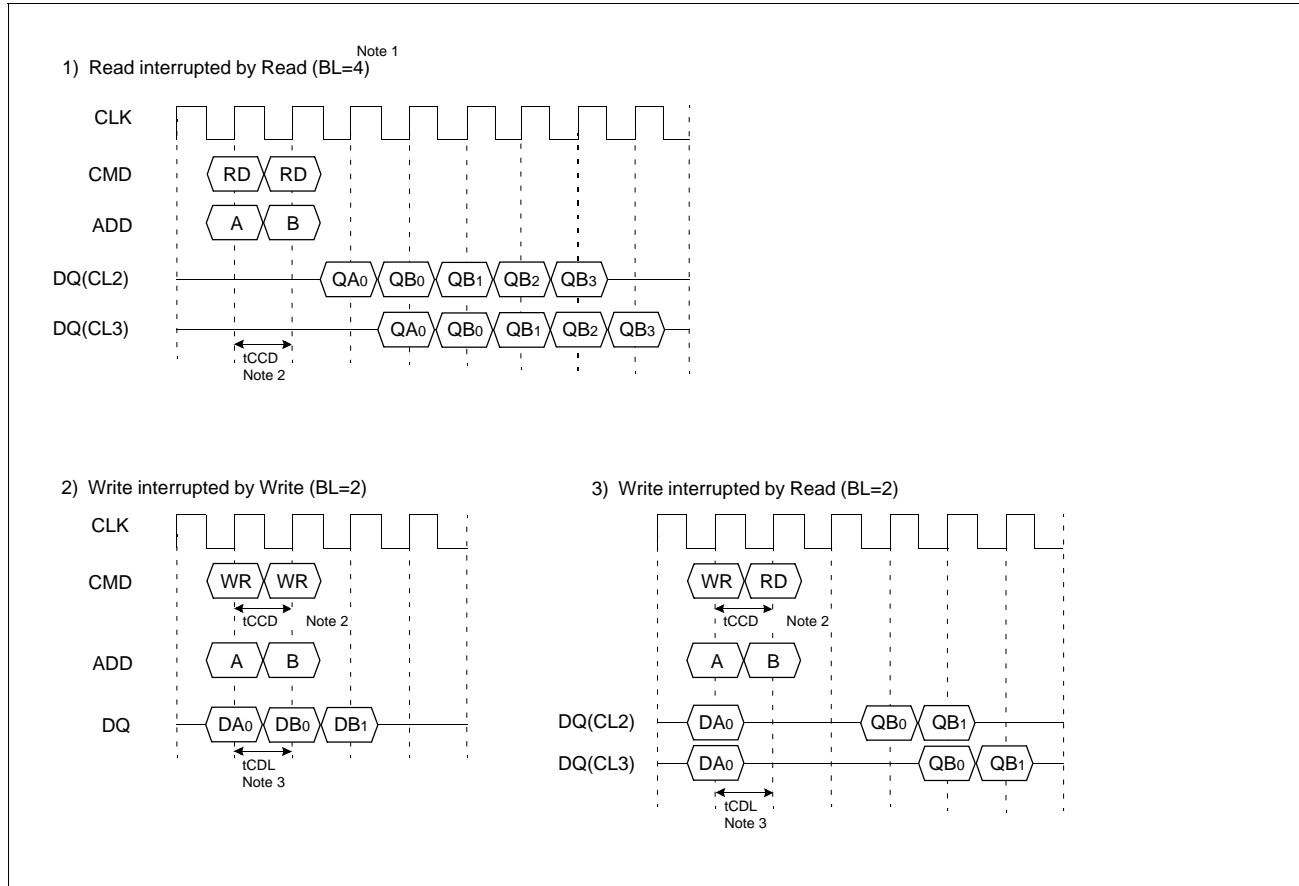 1) Read interrupted by Read (BL=4) Note 1
CLK
CMD RD RD
ADD A B
DQ(CL2) QA0 QB0 QB1 QB2 QB3
DQ(CL3) QA0 QB0 QB1 QB2 QB3
tCCD
Note 2
2) Write interrupted by Write (BL=2)
CLK
CMD WR WR
tCCD Note 2
ADD A B
DQ DA0 DB0 DB1
tCDL
Note 3
3) Write interrupted by Read (BL=2)
WR RD
tCCD Note 2
A B
DQ(CL2) DA0 QB0 QB1
DQ(CL3) DA0 QB0 QB1
tCDL
Note 3